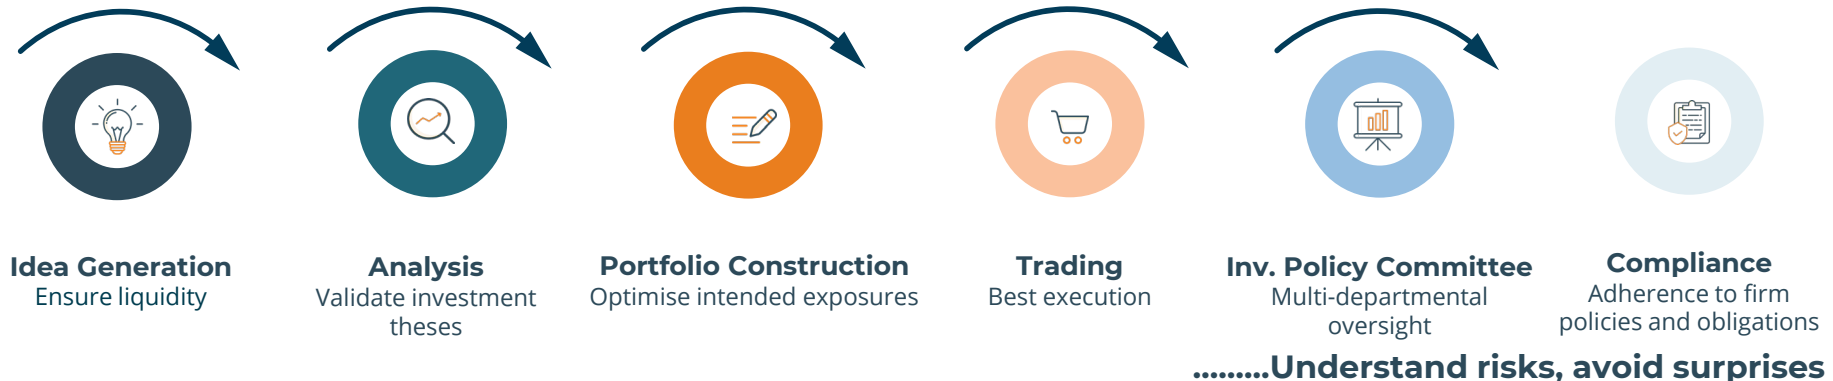 Idea Generation
Ensure liquidity
Analysis
Validate investment
theses
Portfolio Construction
Optimise intended exposures
Trading
Best execution
Inv. Policy Committee
Multi-departmental
oversight
Compliance
Adherence to firm
policies and obligations
.........Understand risks, avoid surprises